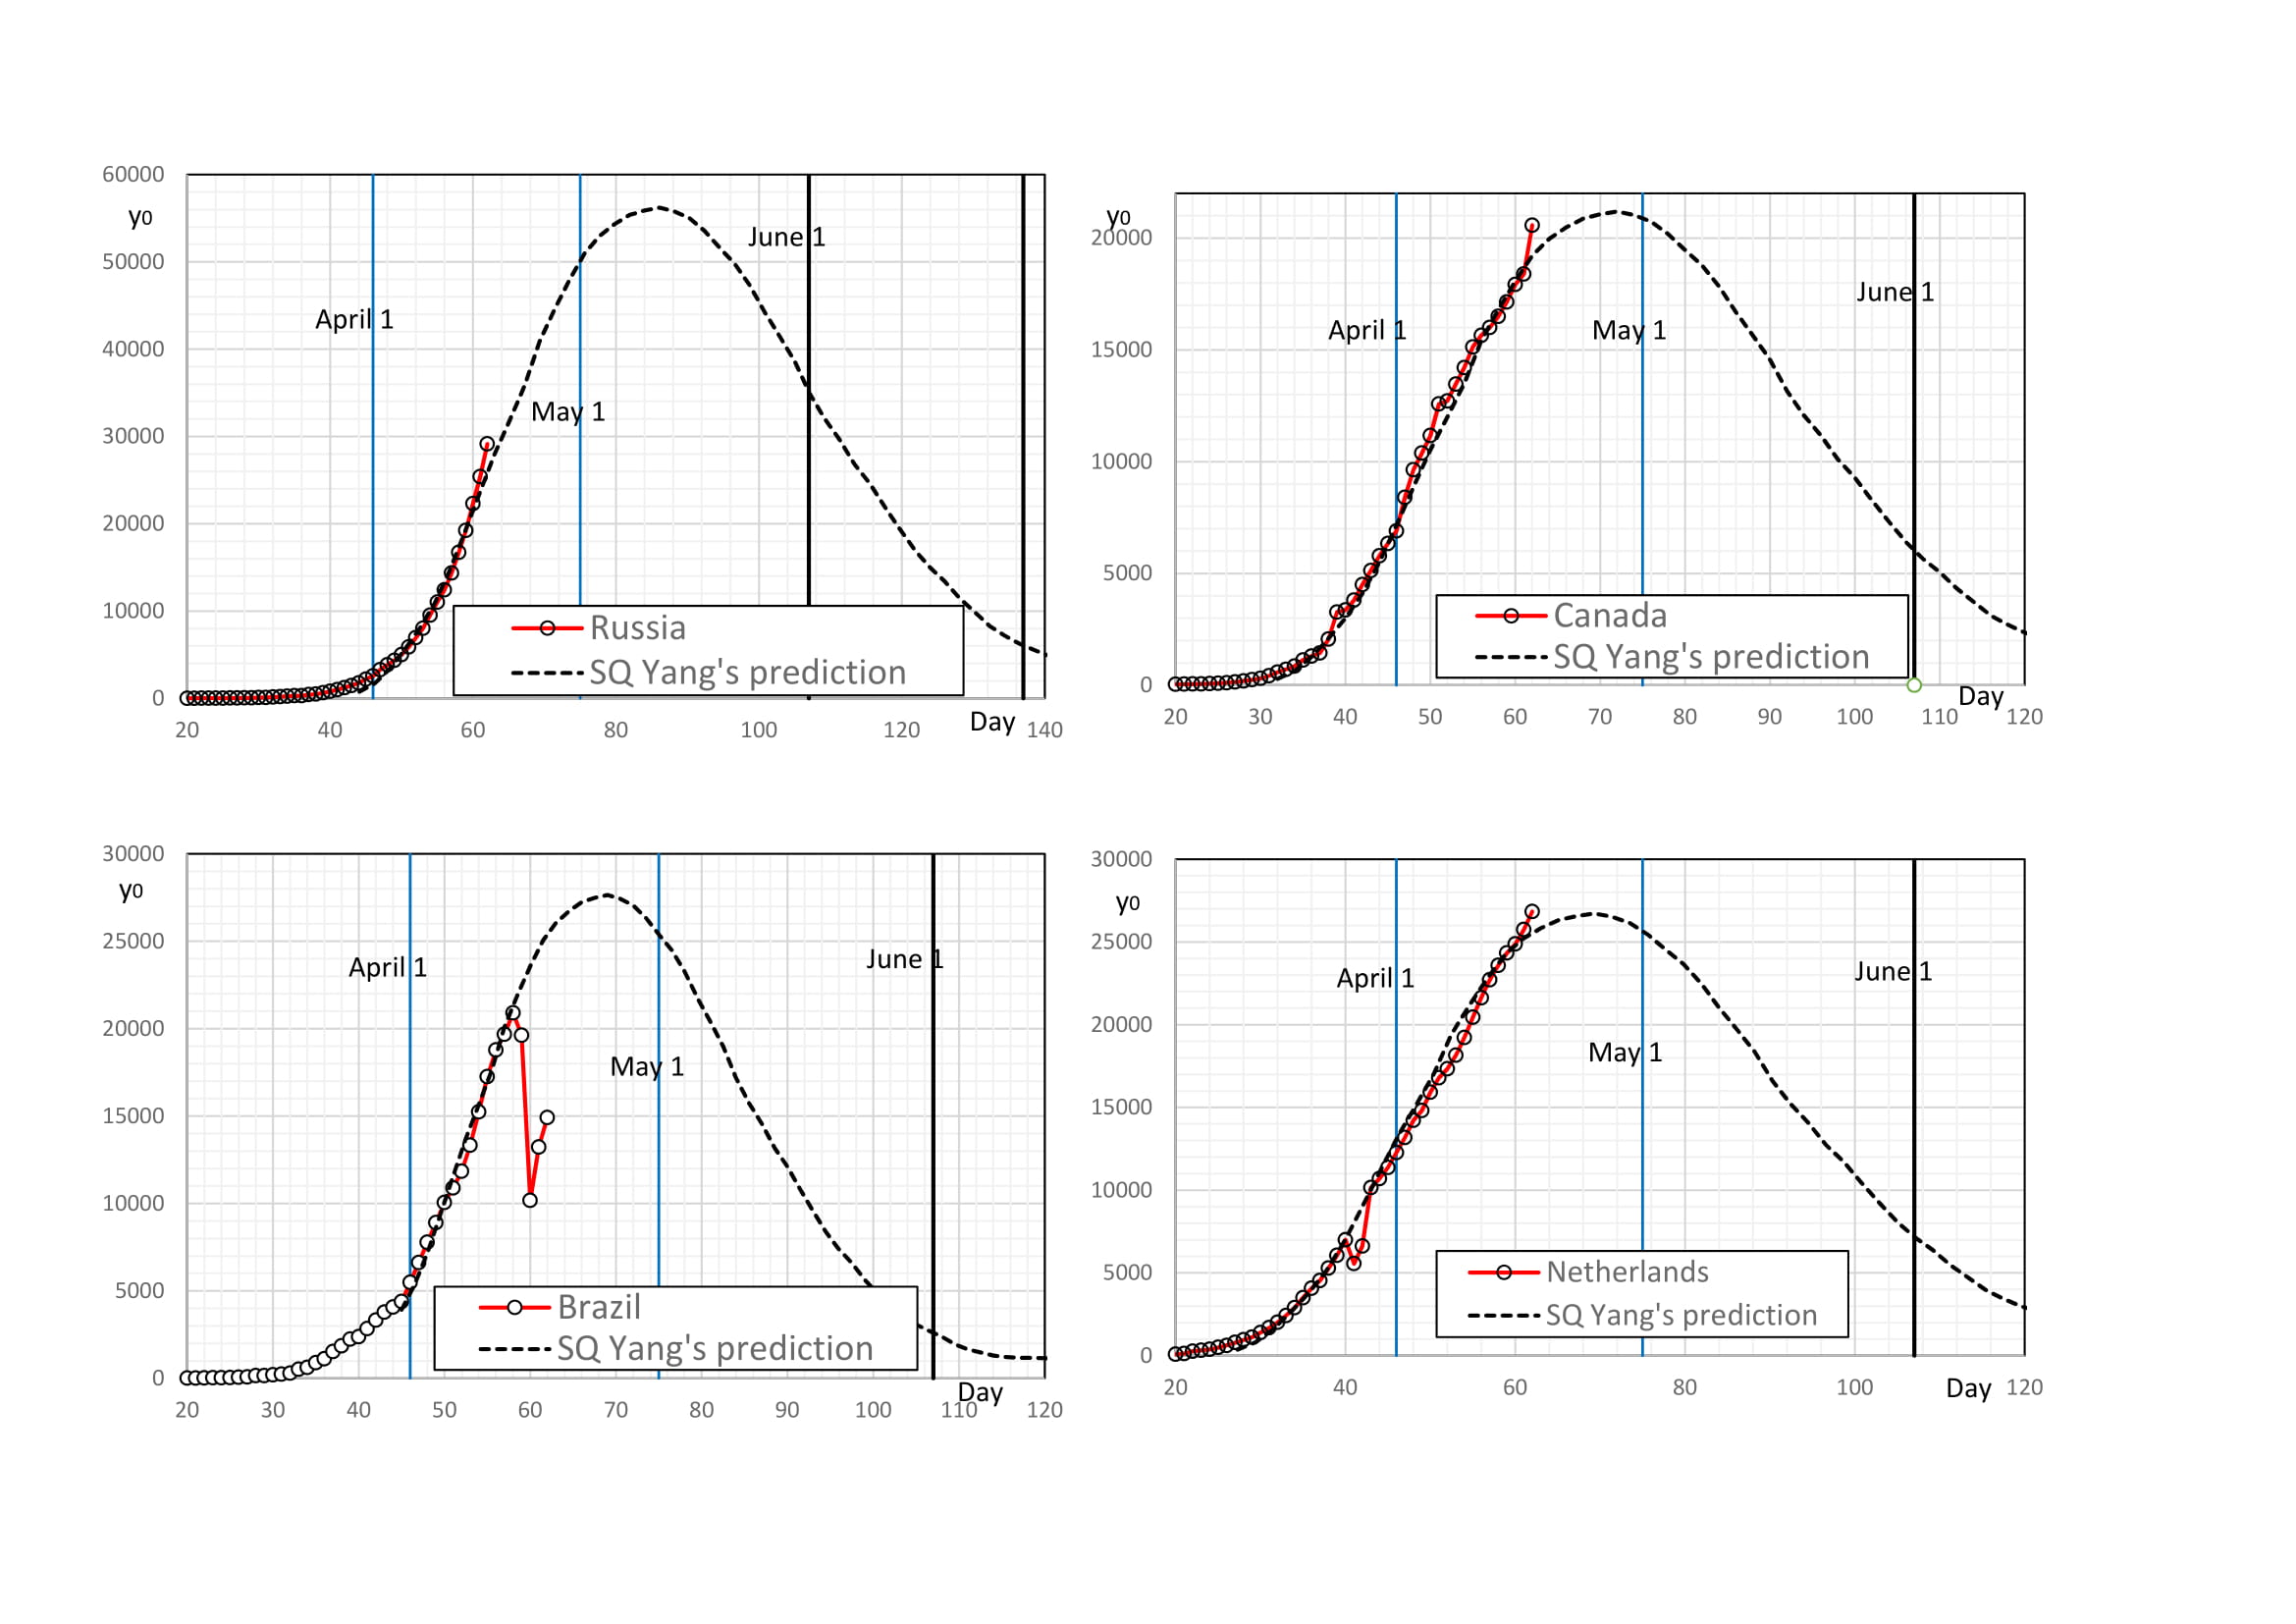 60000
y0
50000
40000
30000
20000
10000
0
June 1
April 1
May 1
Russia
SQ Yang's prediction
Day
20 40 60 80 100 120 140
y0
20000
15000
10000
5000
0
June 1
April 1
May 1
Canada
SQ Yang's prediction
Day
20 30 40 50 60 70 80 90 100 110 120
30000
y0
25000
20000
15000
10000
5000
0
June 1
April 1
May 1
Brazil
SQ Yang's prediction
Day
20 30 40 50 60 70 80 90 100 110 120
30000
y0
25000
20000
15000
10000
5000
0
June 1
April 1
May 1
Netherlands
SQ Yang's prediction
20 40 60 80 100 Day 120